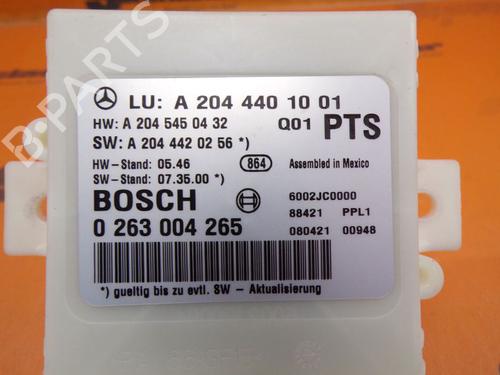 LU: A 204 440 10 01
HW: A 204 545 04 32 Q01 PTS
SW: A 204 442 02 56 *)
HW-Stand: 05.46 864 Assembled in Mexico
SW-Stand: 07.35.00 *)
BOSCH 6002JC0000
0 263 004 265 88421 PPL1
080421 00948
*) gueltig bis zu evtl. SW - Aktualisierung
B-PARTS